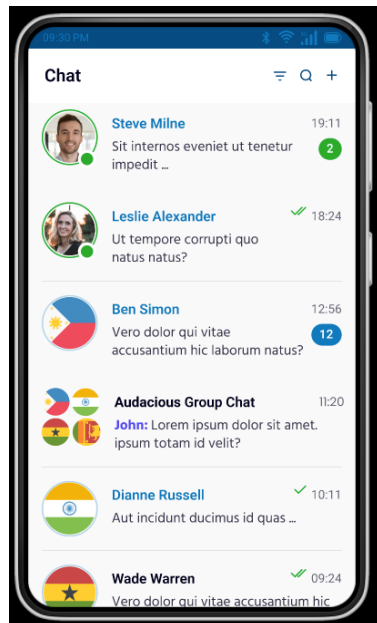 09:30 PM
Chat
Steve Milne 19:11
Sit internos eveniet ut tenetur
impedit ... 2
Leslie Alexander 18:24
Ut tempore corrupti quo
natus natus?
Ben Simon 12:56
Vero dolor qui vitae 12
accusantium hic laborum natus?
Audacious Group Chat 11:20
John: Lorem ipsum dolor sit amet.
ipsum totam id velit?
Dianne Russell 10:11
Aut incidunt ducimus id quas ...
Wade Warren 09:24
Vero dolor qui vitae accusantium hic